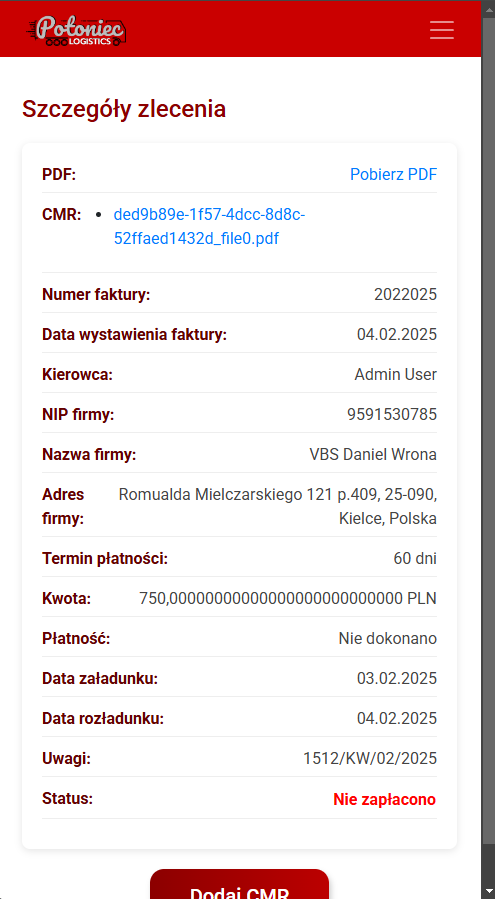 Potoniec
LOGISTICS
Szczegóły zlecenia
PDF: Pobierz PDF
CMR: • ded9b89e-1f57-4dcc-8d8c-
52ffaed1432d_file0.pdf
Numer faktury: 2022025
Data wystawienia faktury: 04.02.2025
Kierowca: Admin User
NIP firmy: 9591530785
Nazwa firmy: VBS Daniel Wrona
Adres firmy: Romualda Mielczarskiego 121 p.409, 25-090,
Kielce, Polska
Termin płatności: 60 dni
Kwota: 750,00000000000000000000000000 PLN
Płatność: Nie dokonano
Data załadunku: 03.02.2025
Data rozładunku: 04.02.2025
Uwagi: 1512/KW/02/2025
Status: Nie zapłacono
Dodaj CMR